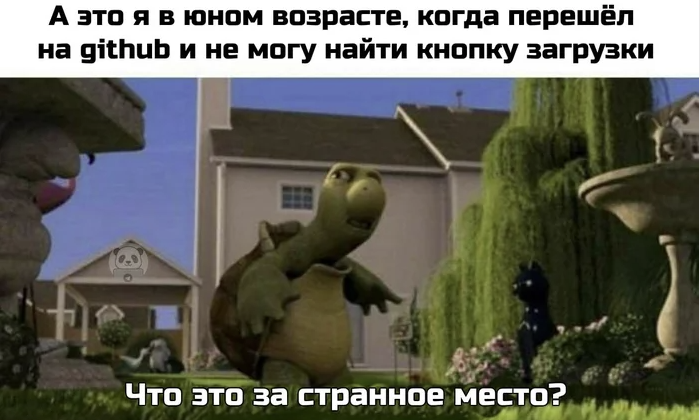 А это я в юном возрасте, когда перешёл
на github и не могу найти кнопку загрузки
Что это за странное место?